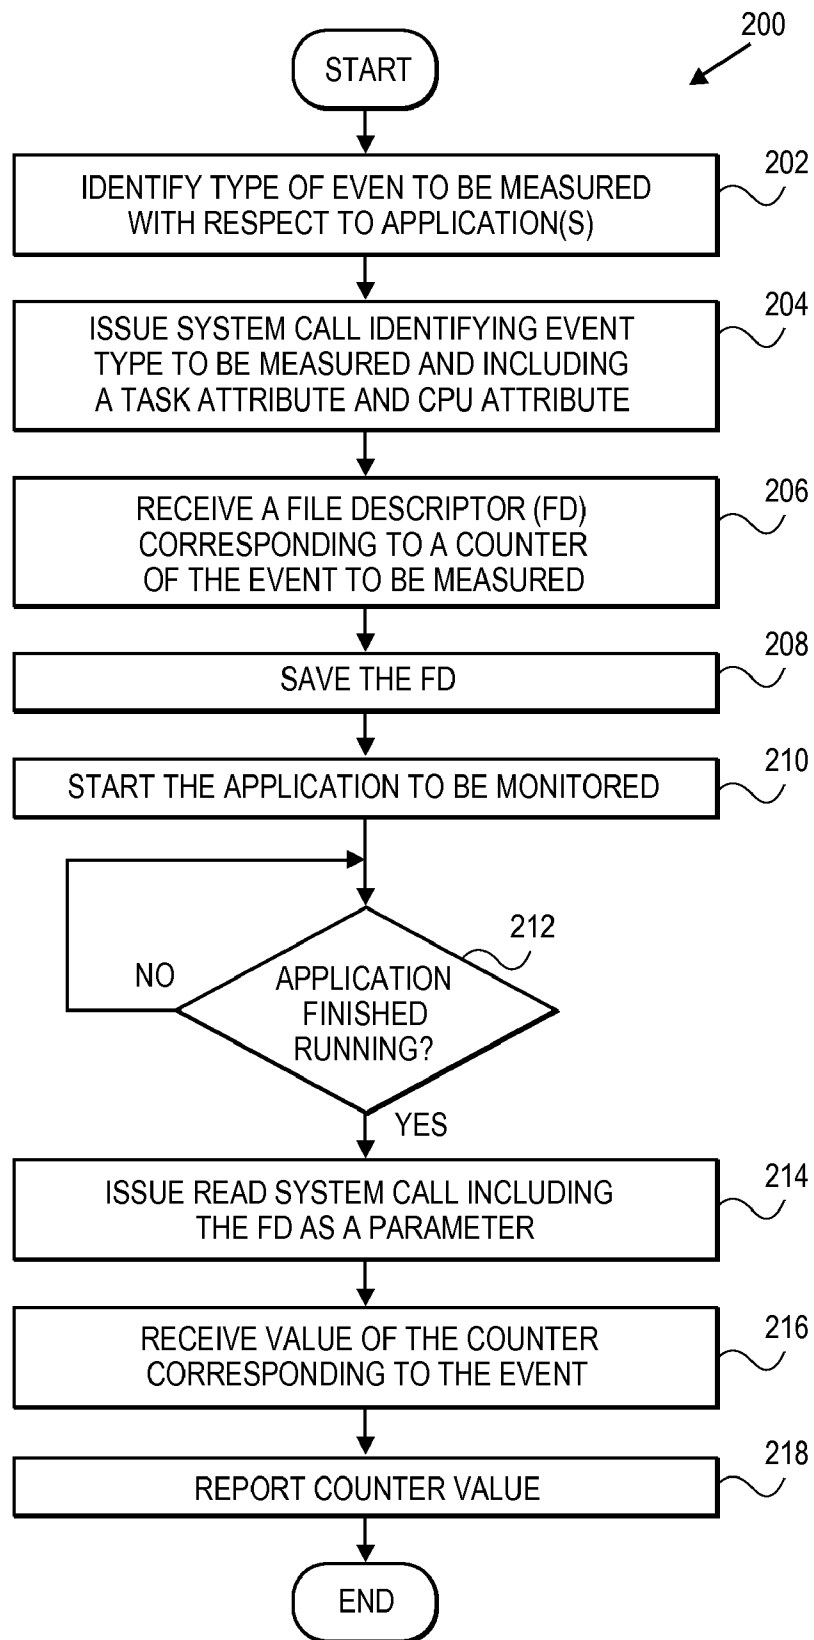 200
START
202
IDENTIFY TYPE OF EVEN TO BE MEASURED
WITH RESPECT TO APPLICATION(S)
204
ISSUE SYSTEM CALL IDENTIFYING EVENT
TYPE TO BE MEASURED AND INCLUDING
A TASK ATTRIBUTE AND CPU ATTRIBUTE
206
RECEIVE A FILE DESCRIPTOR (FD)
CORRESPONDING TO A COUNTER
OF THE EVENT TO BE MEASURED
208
SAVE THE FD
210
START THE APPLICATION TO BE MONITORED
212
NO
APPLICATION
FINISHED
RUNNING?
YES
214
ISSUE READ SYSTEM CALL INCLUDING
THE FD AS A PARAMETER
216
RECEIVE VALUE OF THE COUNTER
CORRESPONDING TO THE EVENT
218
REPORT COUNTER VALUE
END